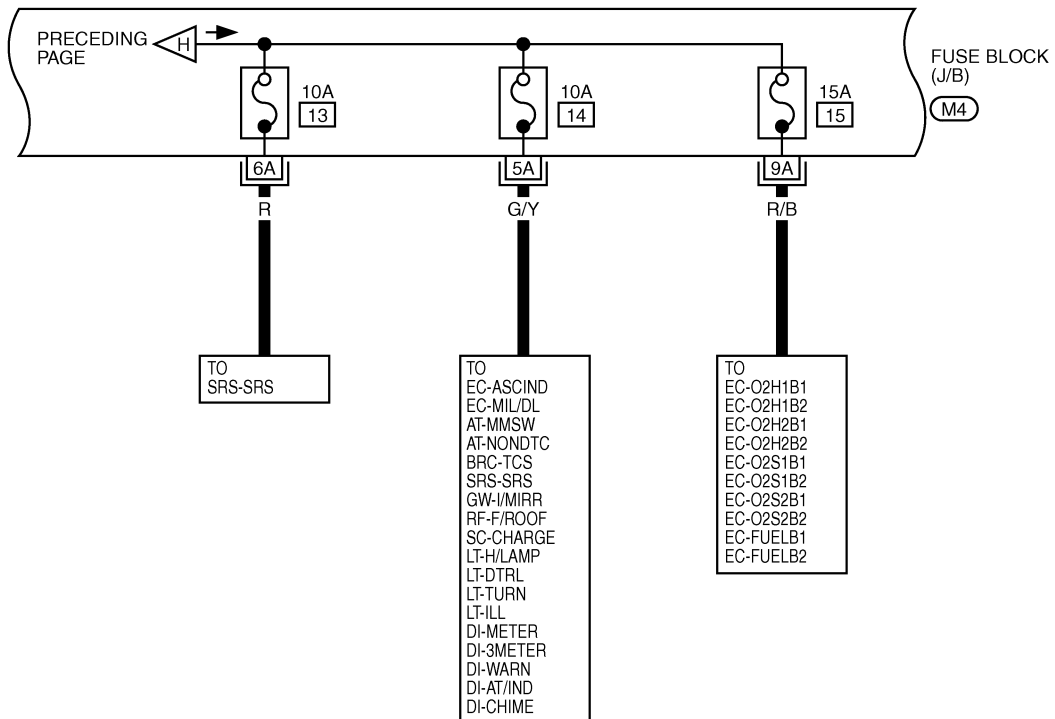 PRECEDING
PAGE
H
FUSE BLOCK
(J/B)
M4
10A
13
10A
14
15A
15
6A
5A
9A
R
G/Y
R/B
TO
SRS-SRS
TO
EC-ASCIND
EC-MIL/DL
AT-MMSW
AT-NONDTC
BRC-TCS
SRS-SRS
GW-I/MIRR
RF-F/ROOF
SC-CHARGE
LT-H/LAMP
LT-DTRL
LT-TURN
LT-ILL
DI-METER
DI-3METER
DI-WARN
DI-AT/IND
DI-CHIME
TO
EC-O2H1B1
EC-O2H1B2
EC-O2H2B1
EC-O2H2B2
EC-O2S1B1
EC-O2S1B2
EC-O2S2B1
EC-O2S2B2
EC-FUELB1
EC-FUELB2